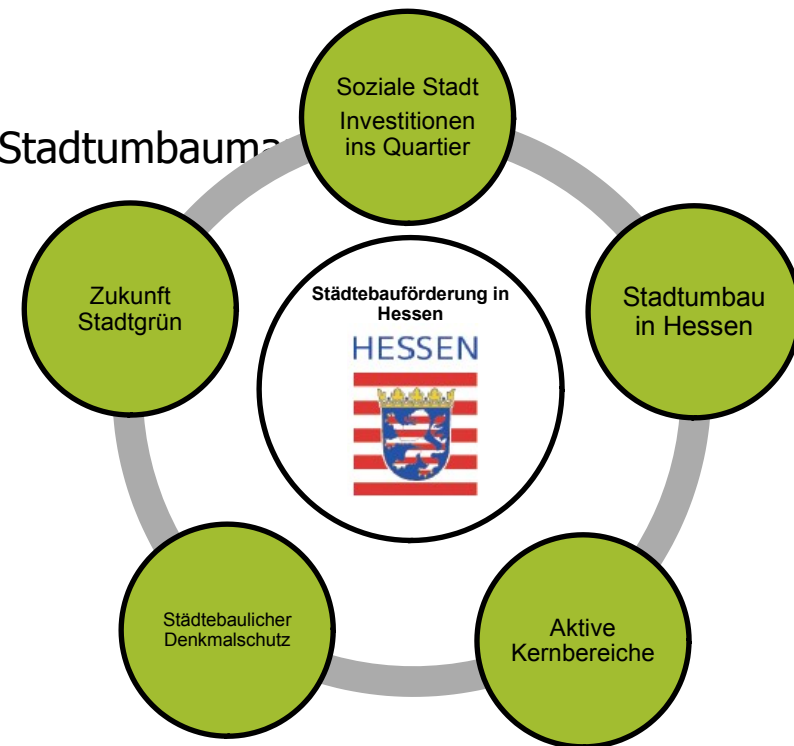 Soziale Stadt
Investitionen
ins Quartier
Stadtumbauma
Zukunft
Stadtgrün
Städtebauförderung in
Hessen
HESSEN
Stadtumbau
in Hessen
Städtebaulicher
Denkmalschutz
Aktive
Kernbereiche